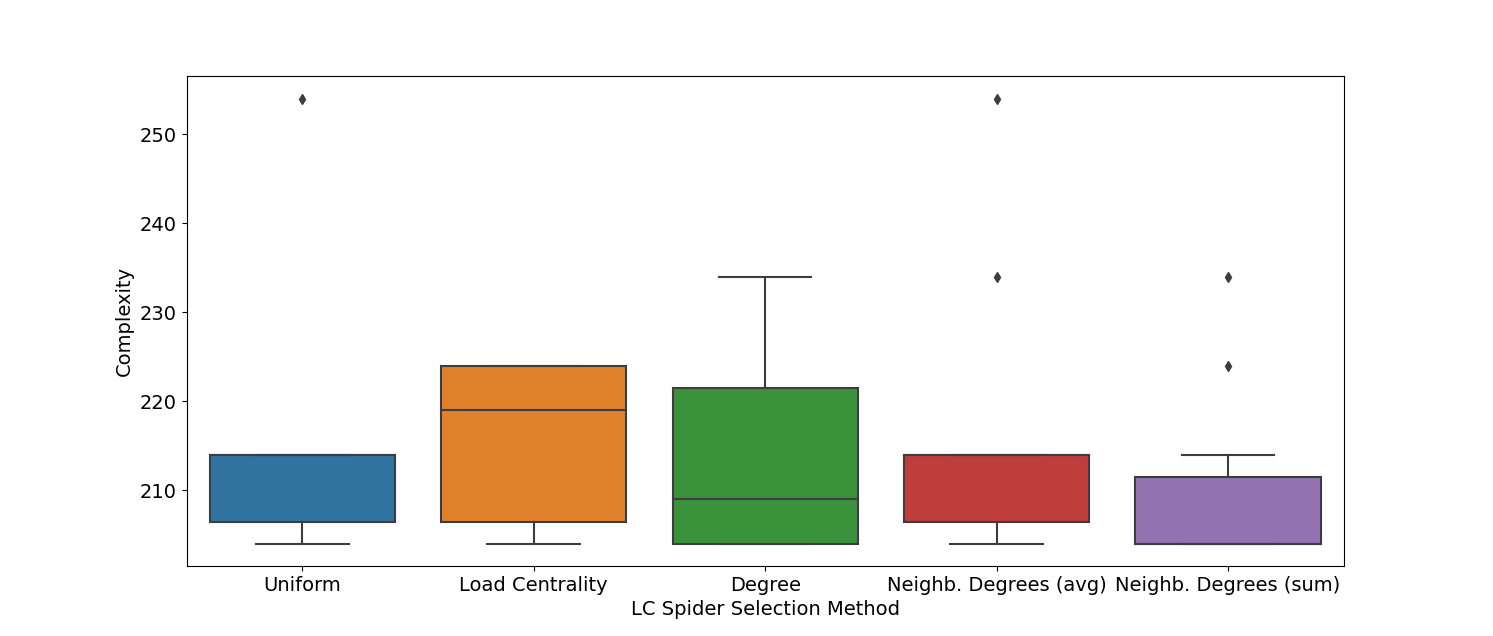 250
240
230
220
210
Complexity
Uniform
Load Centrality
Degree
Neighb. Degrees (avg)
Neighb. Degrees (sum)
LC Spider Selection Method